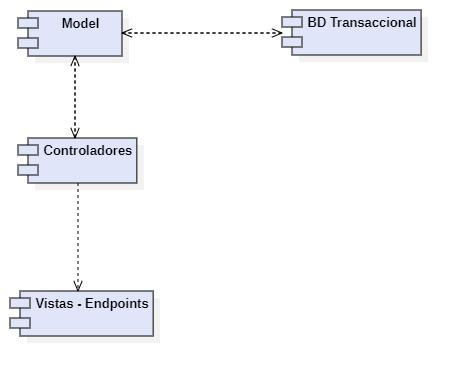 Model
BD Transaccional
Controladores
Vistas - Endpoints